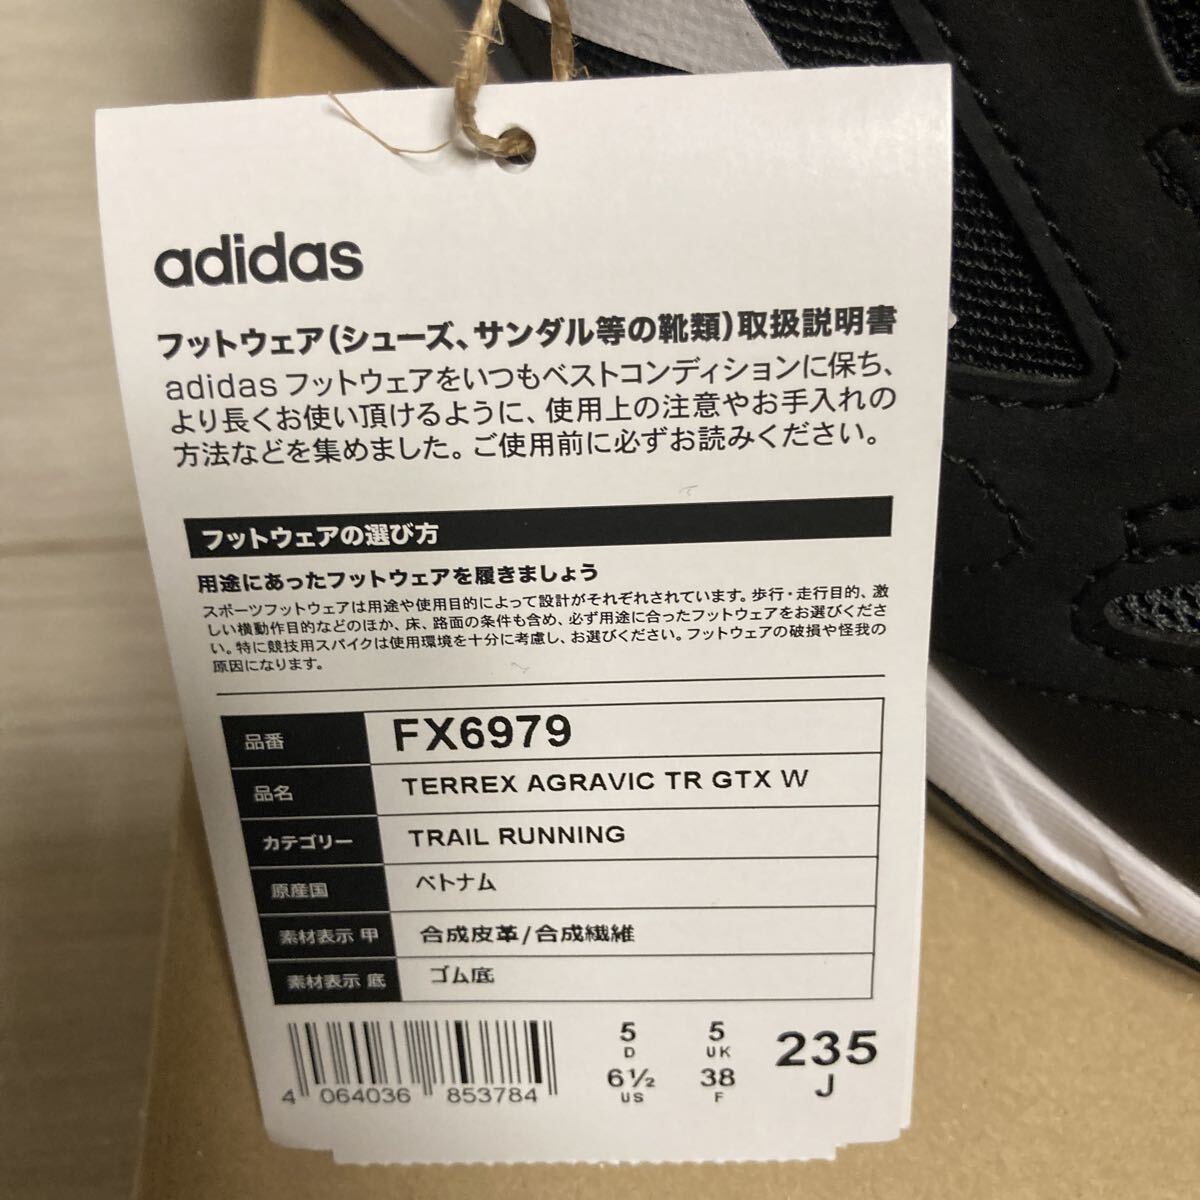 adidas
フットウェア(シューズ、サンダル等の靴類)取扱説明書
adidasフットウェアをいつもベストコンディションに保ち、
より長くお使い頂けるように、使用上の注意やお手入れの
方法などを集めました。ご使用前に必ずお読みください。
フットウェアの選び方
用途にあったフットウェアを履きましょう
スポーツフットウェアは用途や使用目的によって設計がそれぞれされています。歩行・走行目的、激
しい横動作目的などのほか、床、路面の条件も含め、必ず用途に合ったフットウェアをお選びくださ
い。特に競技用スパイクは使用環境を十分に考慮し、お選びください。フットウェアの破損や怪我の
原因になります。
品番 FX6979
品名 TERREX AGRAVIC TR GTX W
カテゴリー TRAIL RUNNING
原産国 ベトナム
素材表示 甲 合成皮革/合成繊維
素材表示 底 ゴム底
5 5 235
D UK J
6½ 38
US F
4 064036 853784